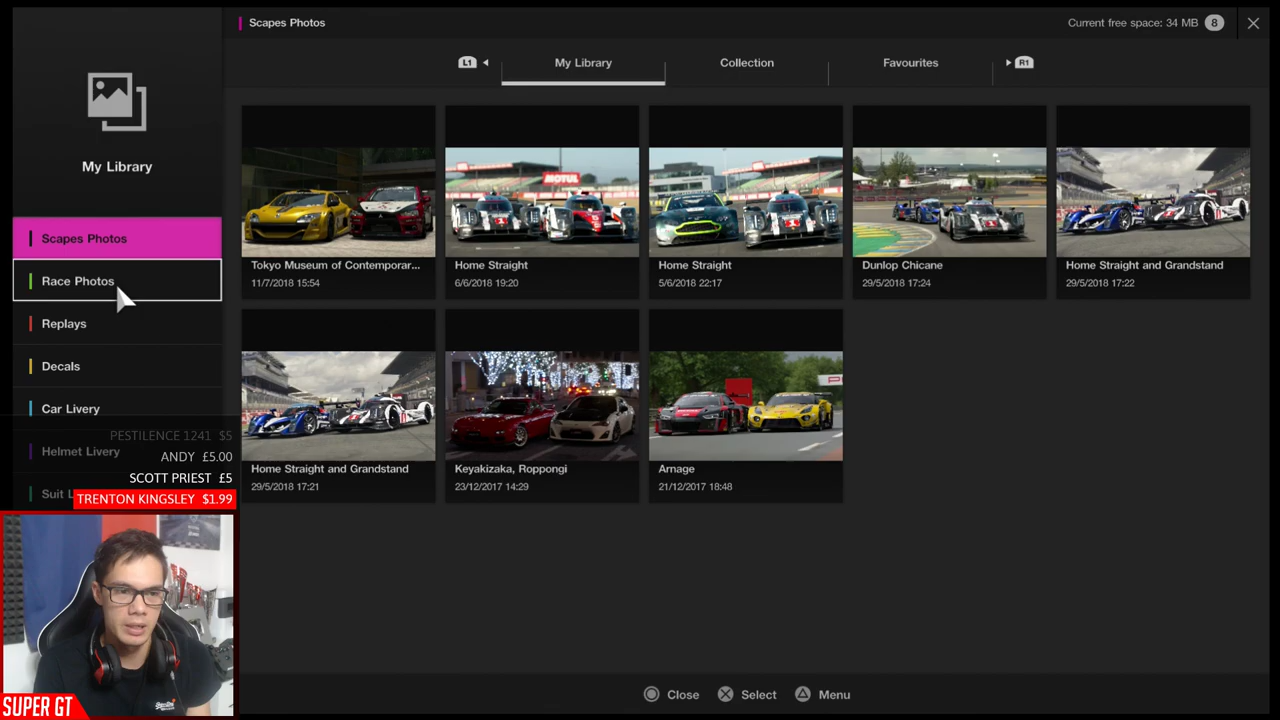 Scapes Photos
Current free space: 34 MB 8
L1 My Library Collection Favourites R1
My Library
Scapes Photos
Race Photos
Replays
Decals
Car Livery
Helmet Livery
Suit L
Tokyo Museum of Contemporar...
11/7/2018 15:54
Home Straight
6/6/2018 19:20
Home Straight
5/6/2018 22:17
Dunlop Chicane
29/5/2018 17:24
Home Straight and Grandstand
29/5/2018 17:22
Home Straight and Grandstand
29/5/2018 17:21
Keyakizaka, Roppongi
23/12/2017 14:29
Arnage
21/12/2017 18:48
MOTUL
PESTILENCE 1241 $5
ANDY £5.00
SCOTT PRIEST £5
TRENTON KINGSLEY $1.99
SUPER GT
Close Select Menu